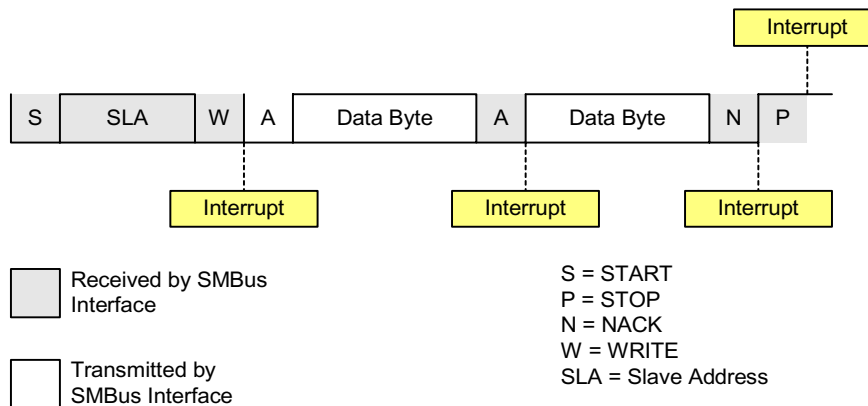 Interrupt
S SLA W A Data Byte A Data Byte N P
Interrupt Interrupt Interrupt
Received by SMBus
Interface
Transmitted by
SMBus Interface
S = START
P = STOP
N = NACK
W = WRITE
SLA = Slave Address